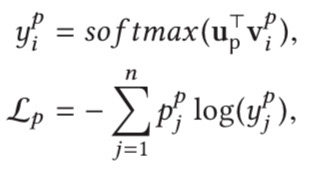 y_i^p = softmax(u_p^⊤ v_i^p),
ℒ_p = − ∑_{j=1}^{n} p_j^p log(y_j^p),